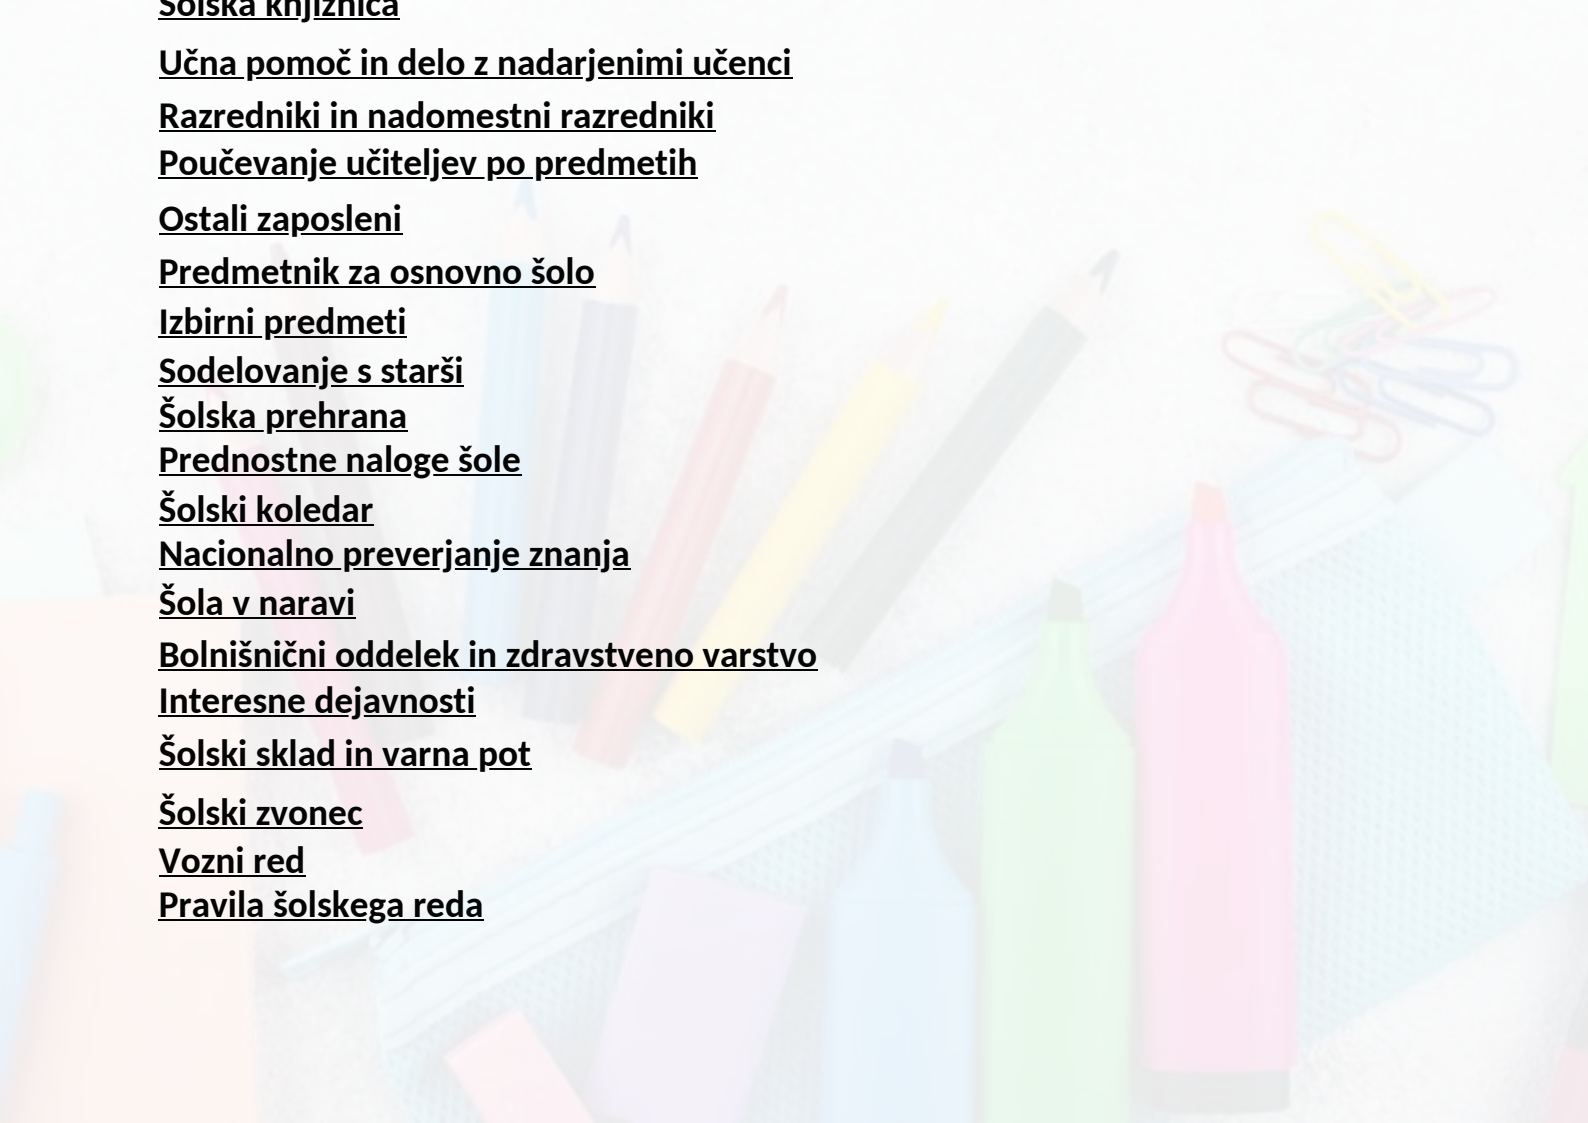 Šolska knjižnica
Učna pomoč in delo z nadarjenimi učenci
Razredniki in nadomestni razredniki
Poučevanje učiteljev po predmetih
Ostali zaposleni
Predmetnik za osnovno šolo
Izbirni predmeti
Sodelovanje s starši
Šolska prehrana
Prednostne naloge šole
Šolski koledar
Nacionalno preverjanje znanja
Šola v naravi
Bolnišnični oddelek in zdravstveno varstvo
Interesne dejavnosti
Šolski sklad in varna pot
Šolski zvonec
Vozni red
Pravila šolskega reda